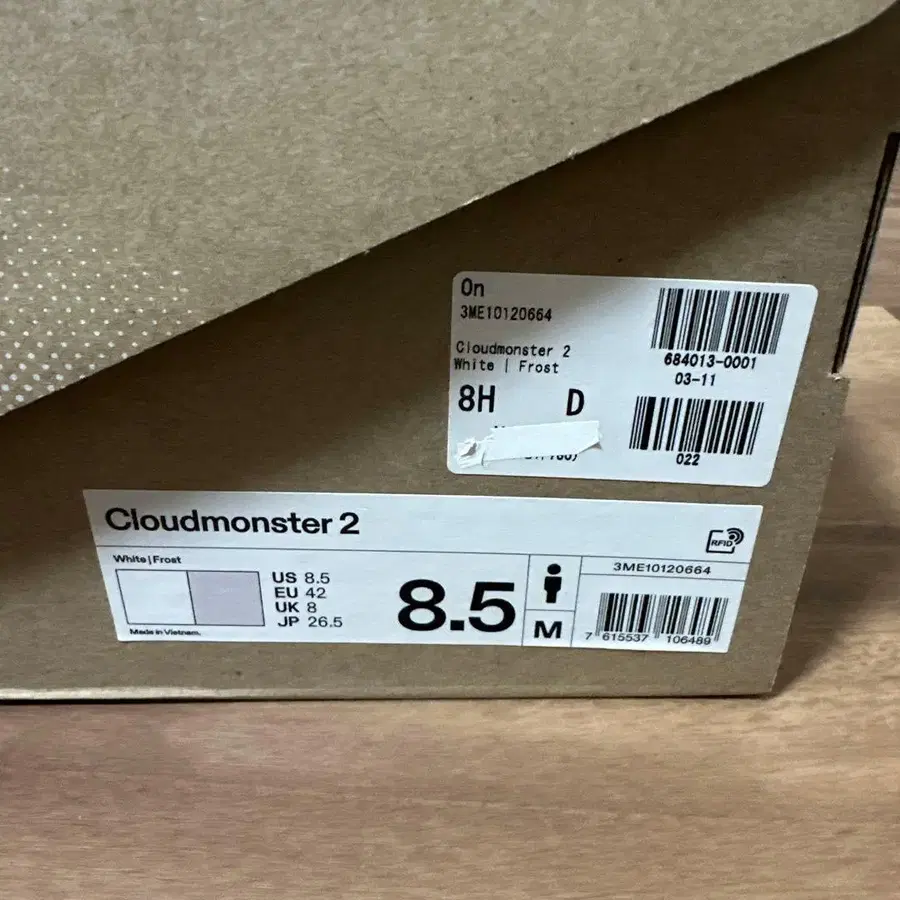 On
3ME10120664
Cloudmonster 2
White | Frost
8H D
684013-0001
03-11
022
Cloudmonster 2
RFID
White | Frost
US 8.5
EU 42
UK 8
JP 26.5
Made in Vietnam.
8.5
M
3ME10120664
7 615537 106489